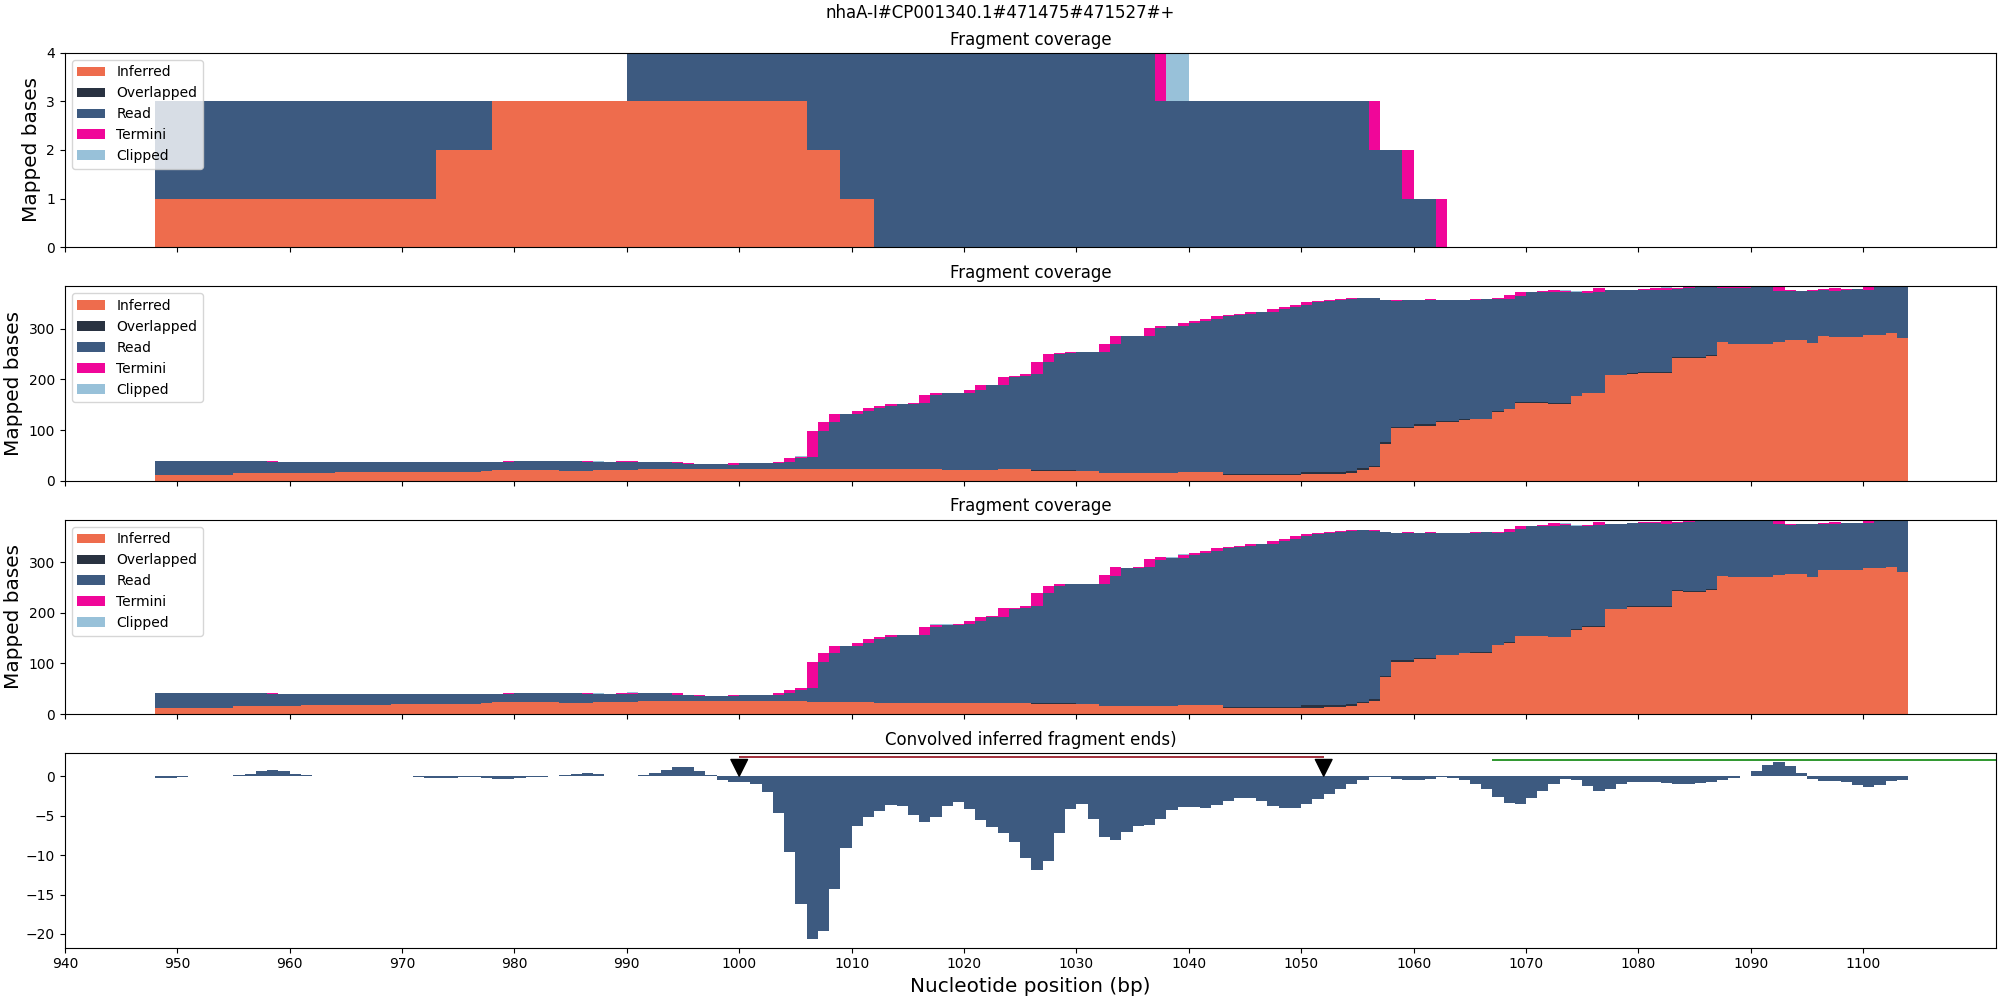 nhaA-I#CP001340.1#471475#471527#+
Fragment coverage
Mapped bases
4
3
2
1
0
Inferred
Overlapped
Read
Termini
Clipped
Fragment coverage
Mapped bases
300
200
100
0
Inferred
Overlapped
Read
Termini
Clipped
Fragment coverage
Mapped bases
300
200
100
0
Inferred
Overlapped
Read
Termini
Clipped
Convolved inferred fragment ends)
0
−5
−10
−15
−20
940 950 960 970 980 990 1000 1010 1020 1030 1040 1050 1060 1070 1080 1090 1100
Nucleotide position (bp)